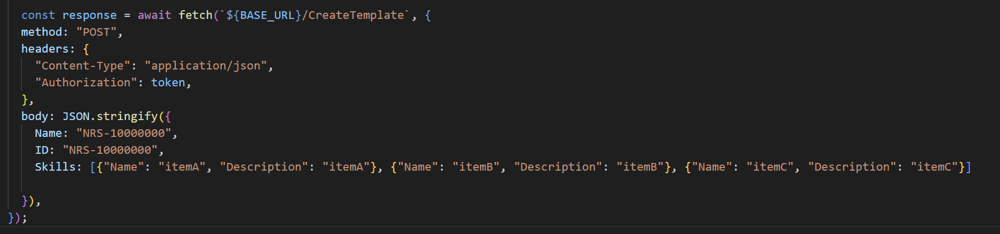 const response = await fetch(`${BASE_URL}/CreateTemplate`, {
method: "POST",
headers: {
"Content-Type": "application/json",
"Authorization": token,
},
body: JSON.stringify({
Name: "NRS-10000000",
ID: "NRS-10000000",
Skills: [{"Name": "itemA", "Description": "itemA"}, {"Name": "itemB", "Description": "itemB"}, {"Name": "itemC", "Description": "itemC"}]
}),
});